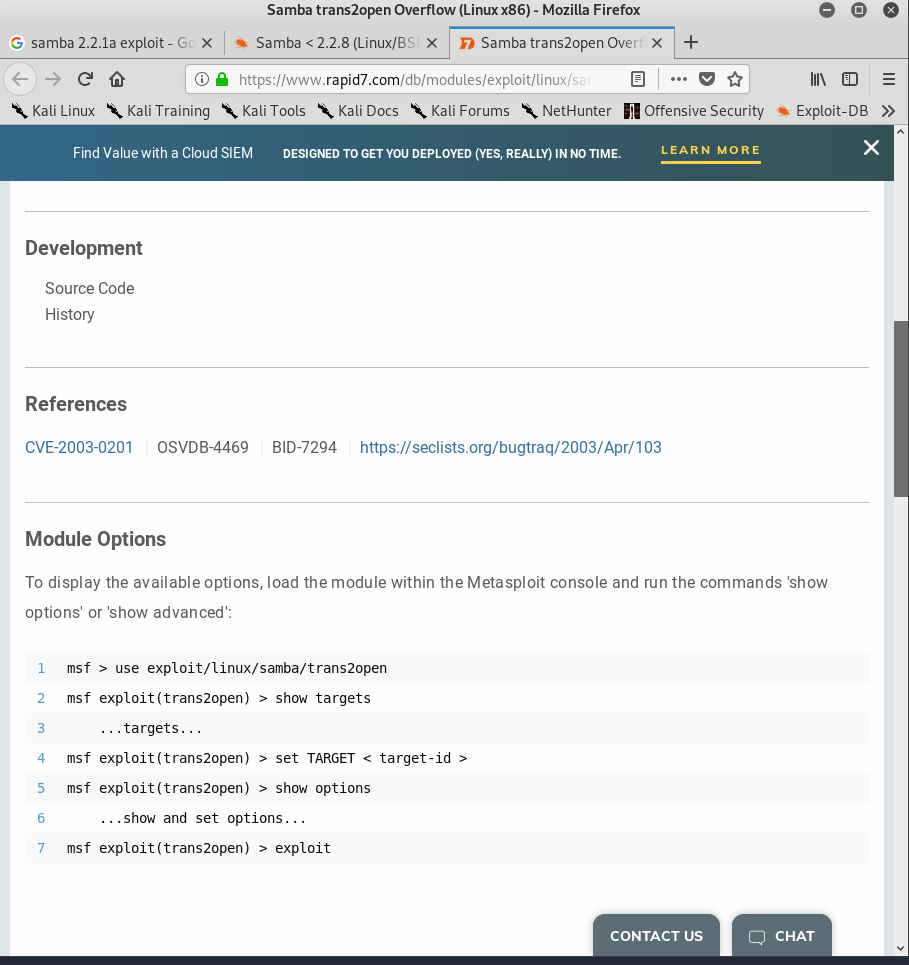 Samba trans2open Overflow (Linux x86) - Mozilla Firefox
samba 2.2.1a exploit - Go
Samba < 2.2.8 (Linux/BSD
Samba trans2open Overfl
https://www.rapid7.com/db/modules/exploit/linux/sam
Kali Linux
Kali Training
Kali Tools
Kali Docs
Kali Forums
NetHunter
Offensive Security
Exploit-DB
Find Value with a Cloud SIEM
DESIGNED TO GET YOU DEPLOYED (YES, REALLY) IN NO TIME.
LEARN MORE
Development
Source Code
History
References
CVE-2003-0201 | OSVDB-4469 | BID-7294 | https://seclists.org/bugtraq/2003/Apr/103
Module Options
To display the available options, load the module within the Metasploit console and run the commands 'show
options' or 'show advanced':
1 msf > use exploit/linux/samba/trans2open
2 msf exploit(trans2open) > show targets
3 ...targets...
4 msf exploit(trans2open) > set TARGET < target-id >
5 msf exploit(trans2open) > show options
6 ...show and set options...
7 msf exploit(trans2open) > exploit
CONTACT US
CHAT